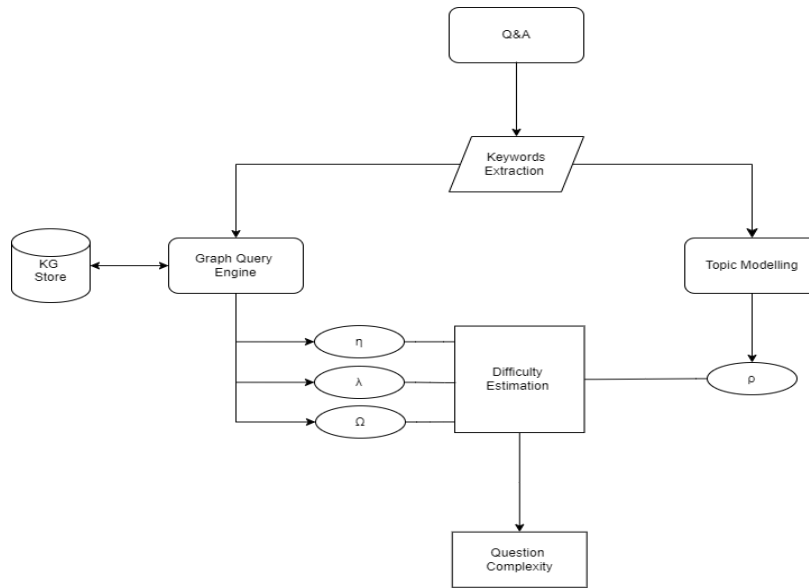 Q&A
Keywords
Extraction
KG
Store
Graph Query
Engine
Topic Modelling
η
λ
Ω
Difficulty
Estimation
ρ
Question
Complexity